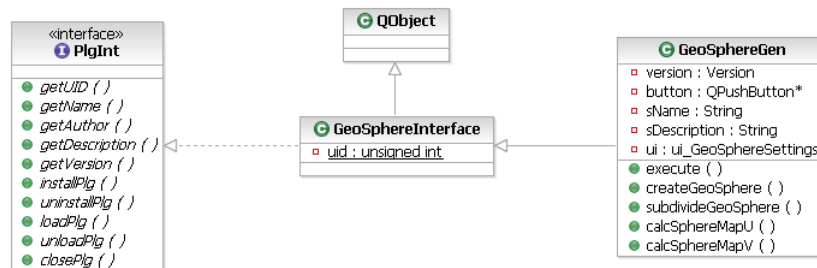 «interface»
PlgInt
getUID ( )
getName ( )
getAuthor ( )
getDescription ( )
getVersion ( )
installPlg ( )
uninstallPlg ( )
loadPlg ( )
unloadPlg ( )
closePlg ( )
QObject
GeoSphereInterface
uid : unsigned int
GeoSphereGen
version : Version
button : QPushButton*
sName : String
sDescription : String
ui : ui_GeoSphereSettings
execute ( )
createGeoSphere ( )
subdivideGeoSphere ( )
calcSphereMapU ( )
calcSphereMapV ( )